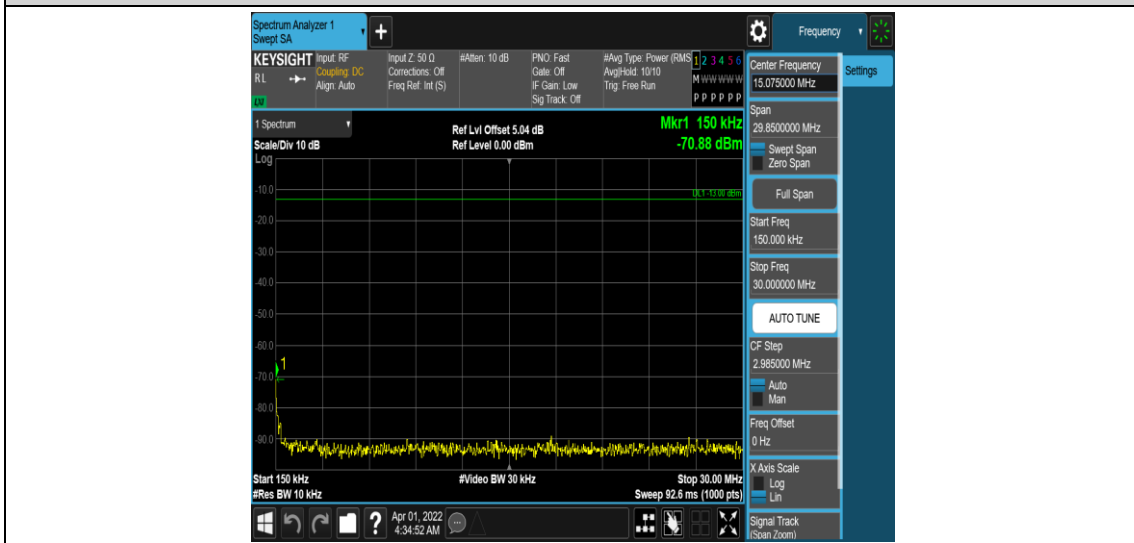 Spectrum Analyzer 1
Swept SA
+
Frequency
KEYSIGHT
RL
LXI
Input: RF
Coupling: DC
Align: Auto
Input Z: 50 Ω
Corrections: Off
Freq Ref: Int (S)
#Atten: 10 dB
PNO: Fast
Gate: Off
IF Gain: Low
Sig Track: Off
#Avg Type: Power (RMS
Avg|Hold: 10/10
Trig: Free Run
1 2 3 4 5 6
M W W W W W
P P P P P P
1 Spectrum
Scale/Div 10 dB
Log
Ref Lvl Offset 5.04 dB
Ref Level 0.00 dBm
Mkr1 150 kHz
-70.88 dBm
DL1 -13.00 dBm
-10.0
-20.0
-30.0
-40.0
-50.0
-60.0
1
-70.0
-80.0
-90.0
Start 150 kHz
#Res BW 10 kHz
#Video BW 30 kHz
Stop 30.00 MHz
Sweep 92.6 ms (1000 pts)
?
Apr 01, 2022
4:34:52 AM
Center Frequency
15.075000 MHz
Span
29.8500000 MHz
Swept Span
Zero Span
Full Span
Start Freq
150.000 kHz
Stop Freq
30.000000 MHz
AUTO TUNE
CF Step
2.985000 MHz
Auto
Man
Freq Offset
0 Hz
X Axis Scale
Log
Lin
Signal Track
(Span Zoom)
Settings